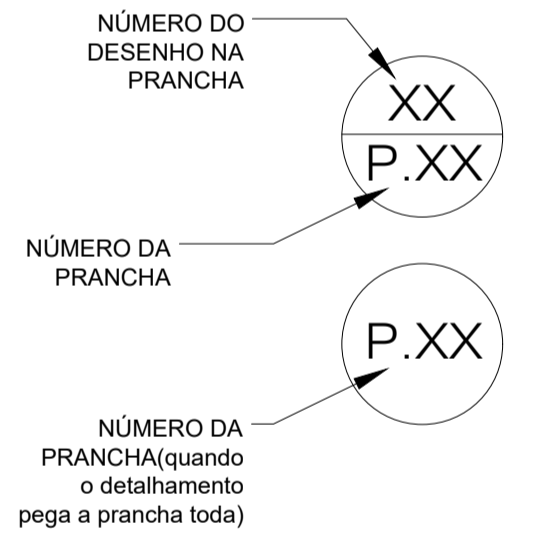 NÚMERO DO
DESENHO NA
PRANCHA
XX
P.XX
NÚMERO DA
PRANCHA
P.XX
NÚMERO DA
PRANCHA(quando
o detalhamento
pega a prancha toda)